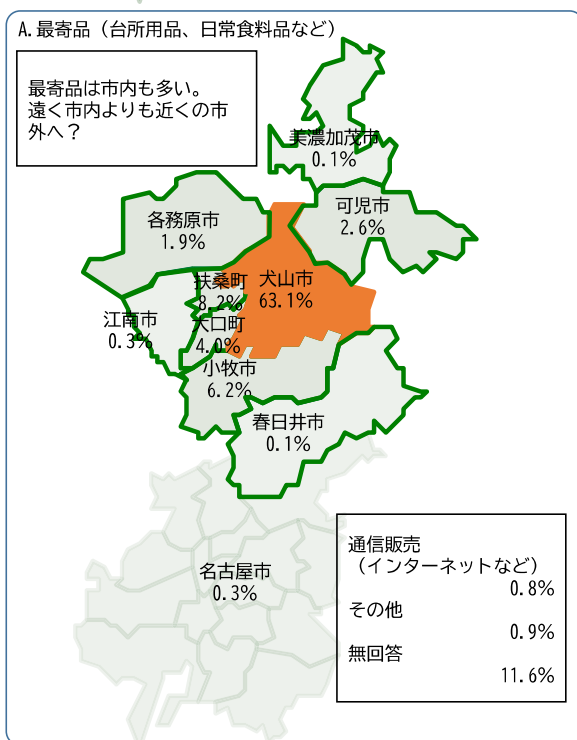 A.最寄品（台所用品、日常食料品など）
最寄品は市内も多い。
遠く市内よりも近くの市
外へ？
美濃加茂市
0.1%
可児市
2.6%
各務原市
1.9%
扶桑町
8.2%
犬山市
63.1%
江南市
0.3%
大口町
4.0%
小牧市
6.2%
春日井市
0.1%
名古屋市
0.3%
通信販売
（インターネットなど）
0.8%
その他
0.9%
無回答
11.6%